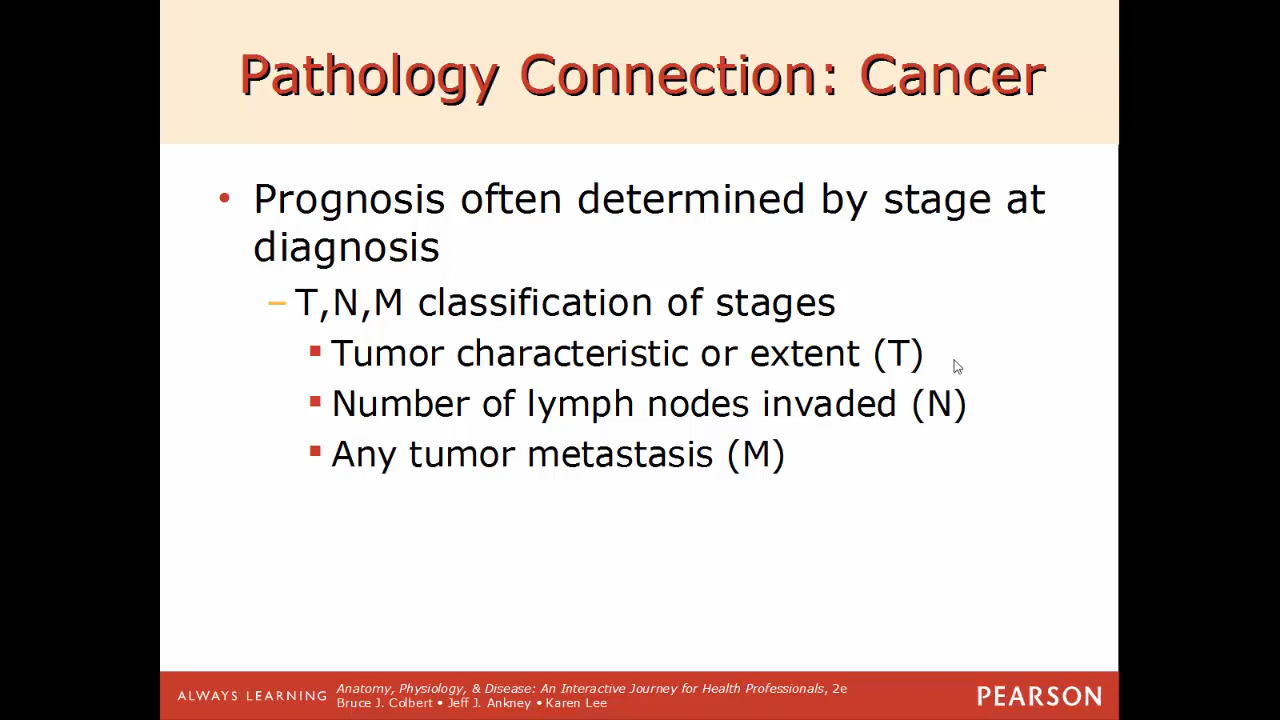 Pathology Connection: Cancer
• Prognosis often determined by stage at
diagnosis
– T,N,M classification of stages
▪ Tumor characteristic or extent (T)
▪ Number of lymph nodes invaded (N)
▪ Any tumor metastasis (M)
ALWAYS LEARNING
Anatomy, Physiology, & Disease: An Interactive Journey for Health Professionals, 2e
Bruce J. Colbert • Jeff J. Ankney • Karen Lee
PEARSON